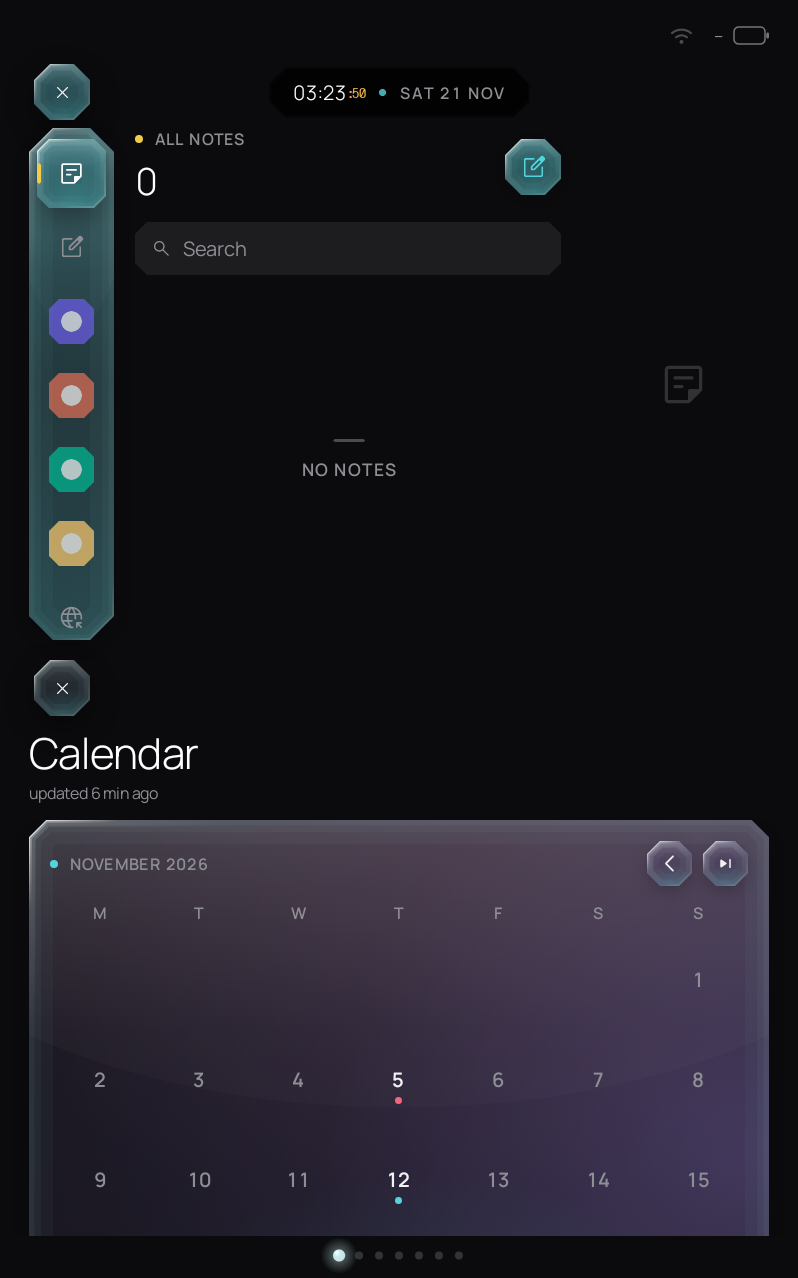 –
03:23:50 SAT 21 NOV
ALL NOTES
0
Search
NO NOTES
Calendar
updated 6 min ago
NOVEMBER 2026
M T W T F S S
1
2 3 4 5 6 7 8
9 10 11 12 13 14 15